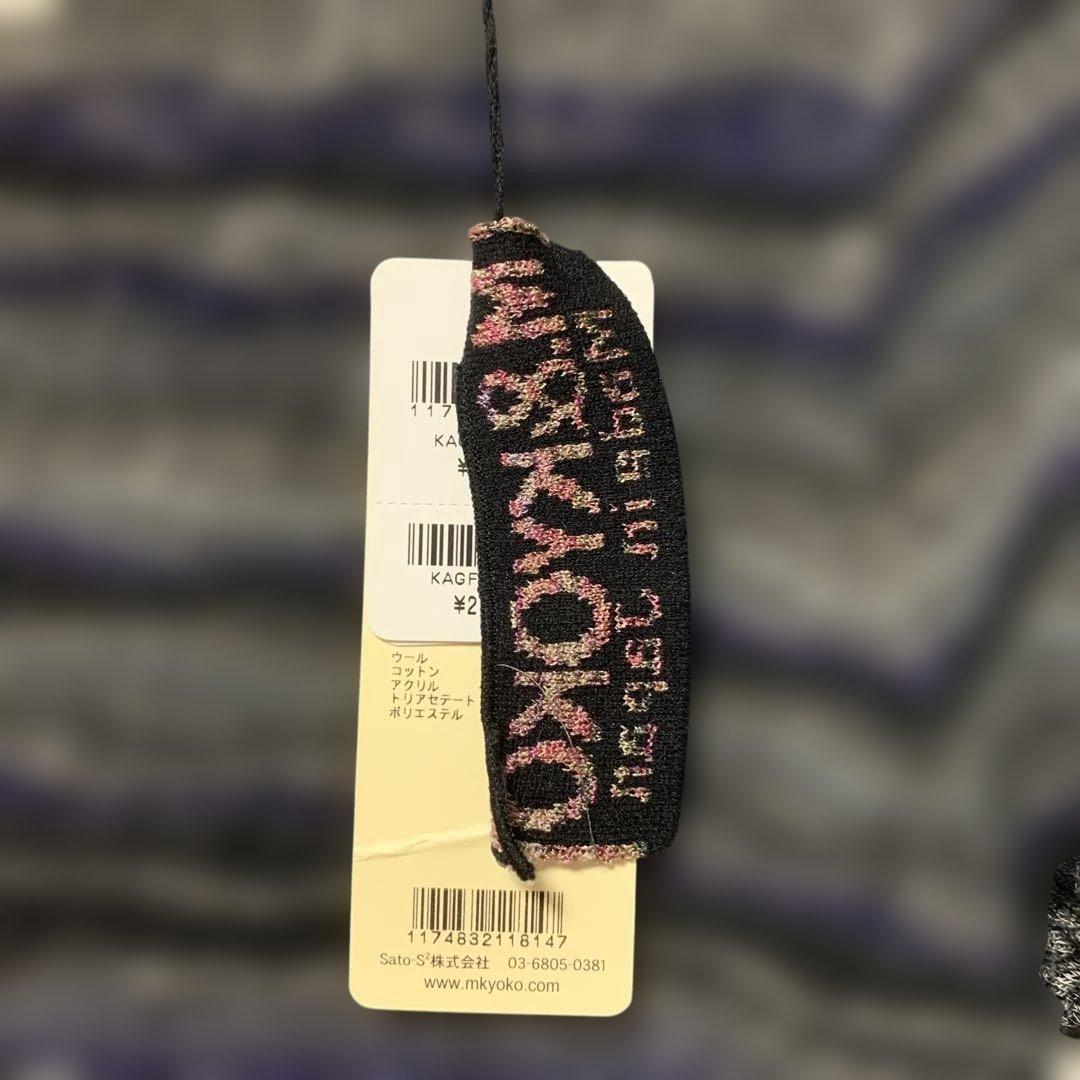 M.&KYOKO
Made in Japan
117
KA
¥
KAGF
¥2
ウール
コットン
アクリル
トリアセテート
ポリエステル
1174832118147
Sato-S²株式会社 03-6805-0381
www.mkyoko.com